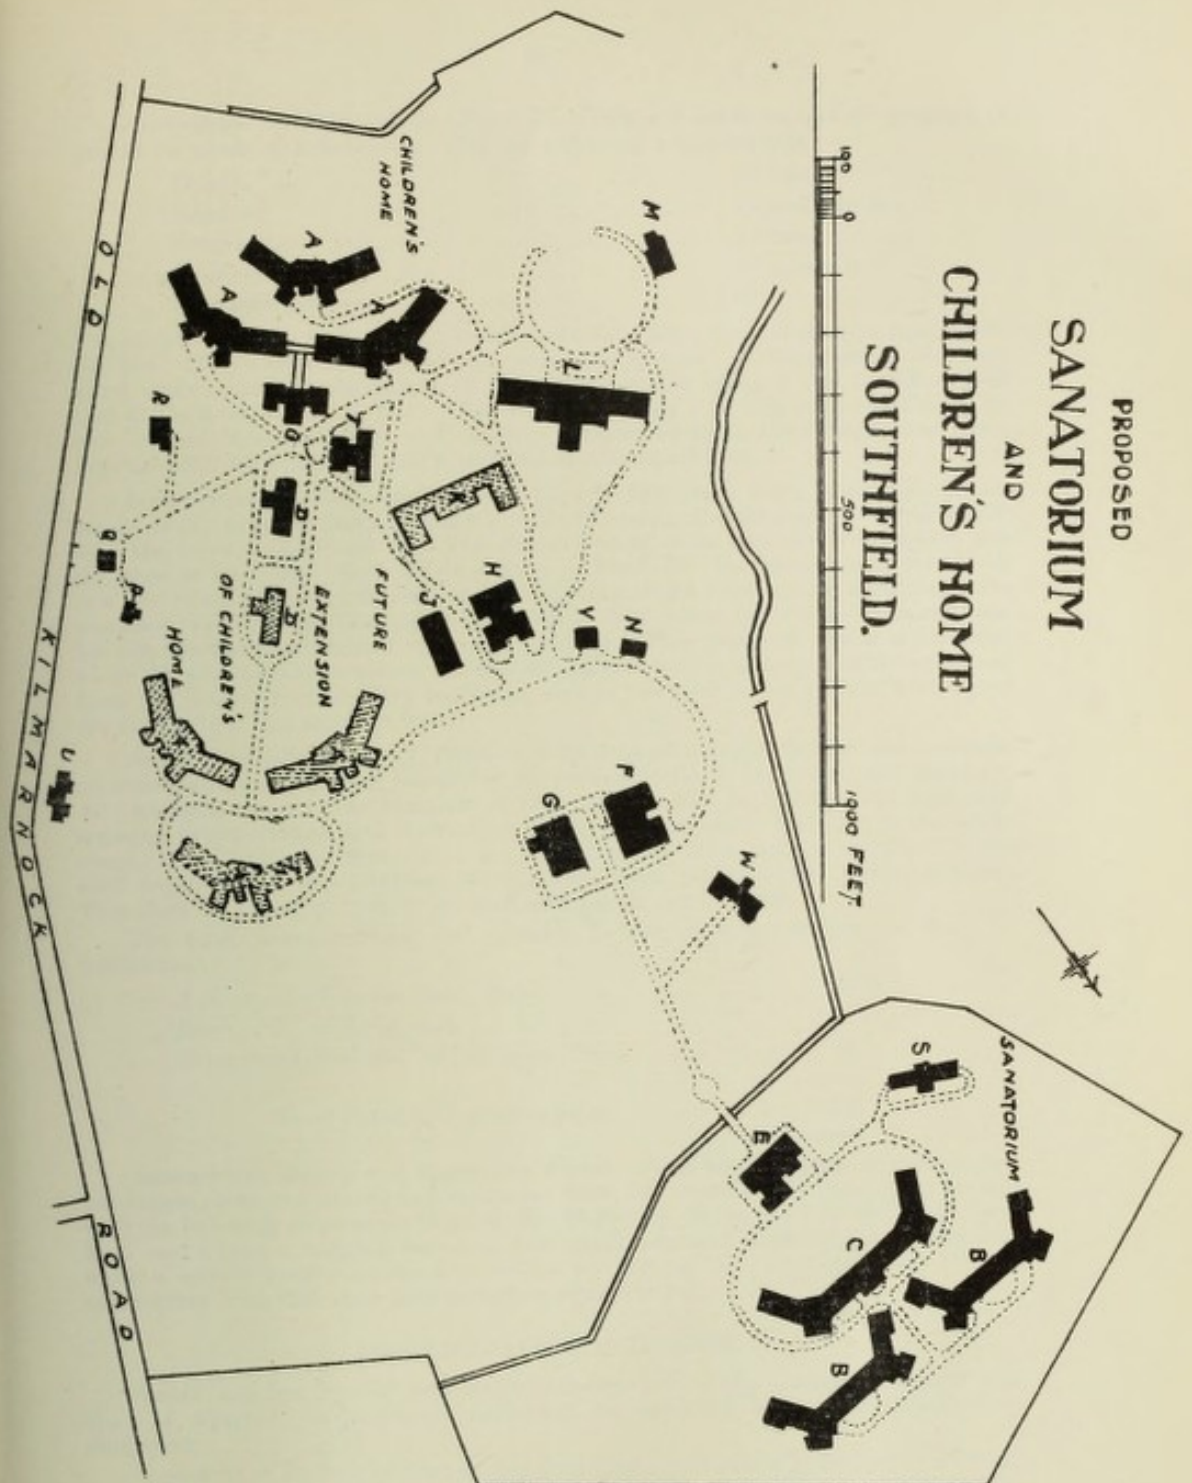 PROPOSED
SANATORIUM
AND
CHILDREN'S HOME
SOUTHFIELD.
100 0 500 1000 FEET
SANATORIUM
S
B
B
C
E
W
F
G
N
V
M
L
H
J
K
CHILDREN'S
HOME
A
A
A
T
O
D
D
R
Q
P
U
FUTURE
EXTENSION
OF CHILDREN'S
HOME
OLD KILMARNOCK ROAD